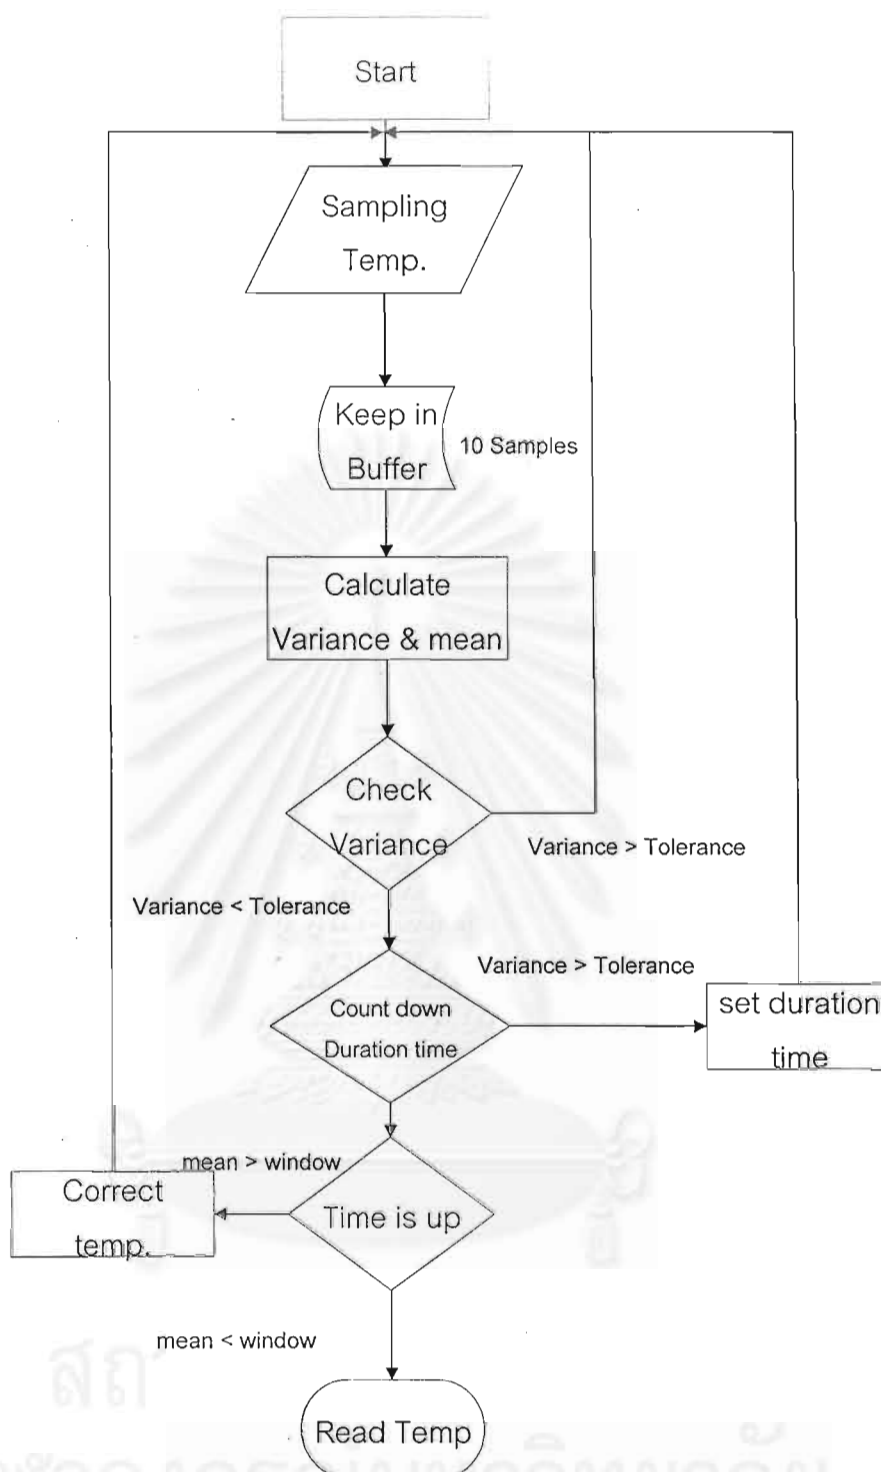 Start
Sampling
Temp.
Keep in
Buffer
10 Samples
Calculate
Variance & mean
Check
Variance
Variance > Tolerance
Variance < Tolerance
Variance > Tolerance
Count down
Duration time
set duration
time
mean > window
Correct
temp.
Time is up
mean < window
Read Temp